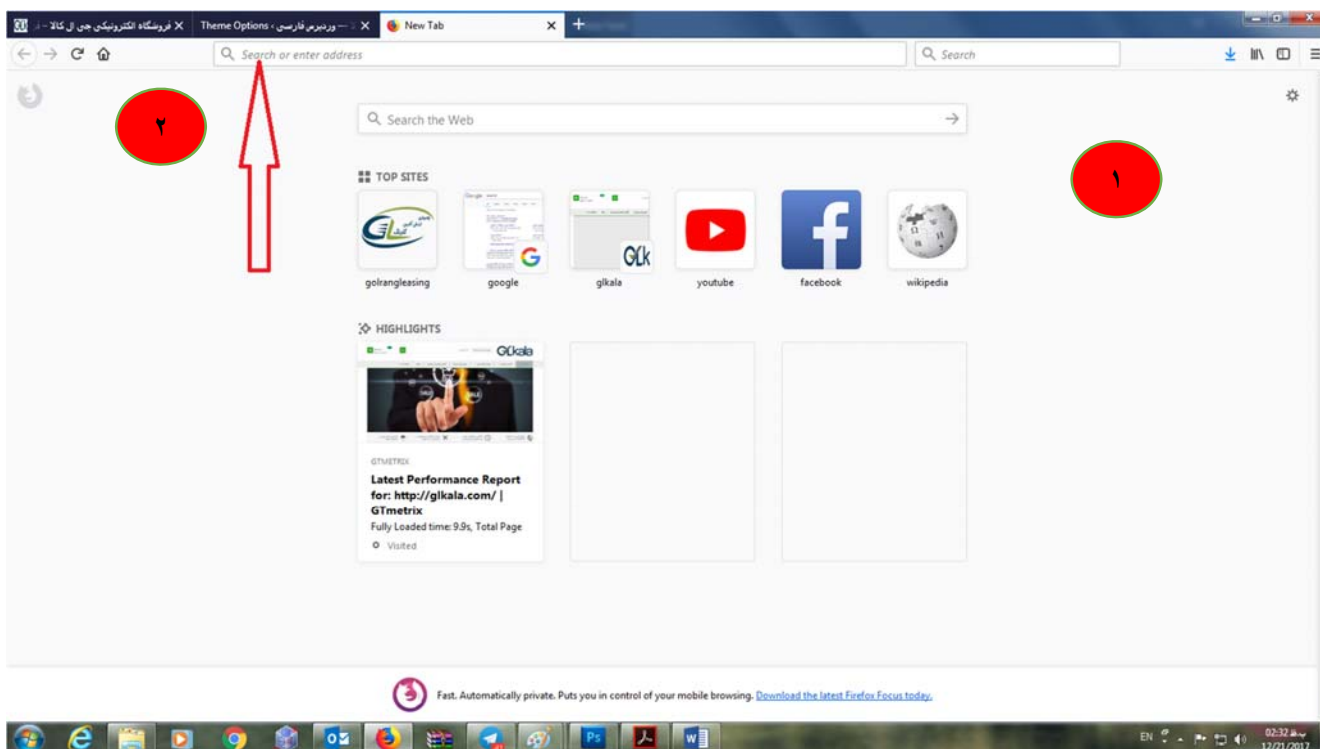 فروشگاه الکترونیکی جی ال کالا
Theme Options ‹ وردپرس فارسی —
New Tab
Search or enter address
Search
۲
۱
Search the Web
TOP SITES
golrangleasing
google
glkala
youtube
facebook
wikipedia
HIGHLIGHTS
GLkala
GTMETRIX
Latest Performance Report
for: http://glkala.com/ |
GTmetrix
Fully Loaded time: 9.9s, Total Page
Visited
Fast. Automatically private. Puts you in control of your mobile browsing. Download the latest Firefox Focus today.
EN
02:32 ب.ظ
12/21/2017